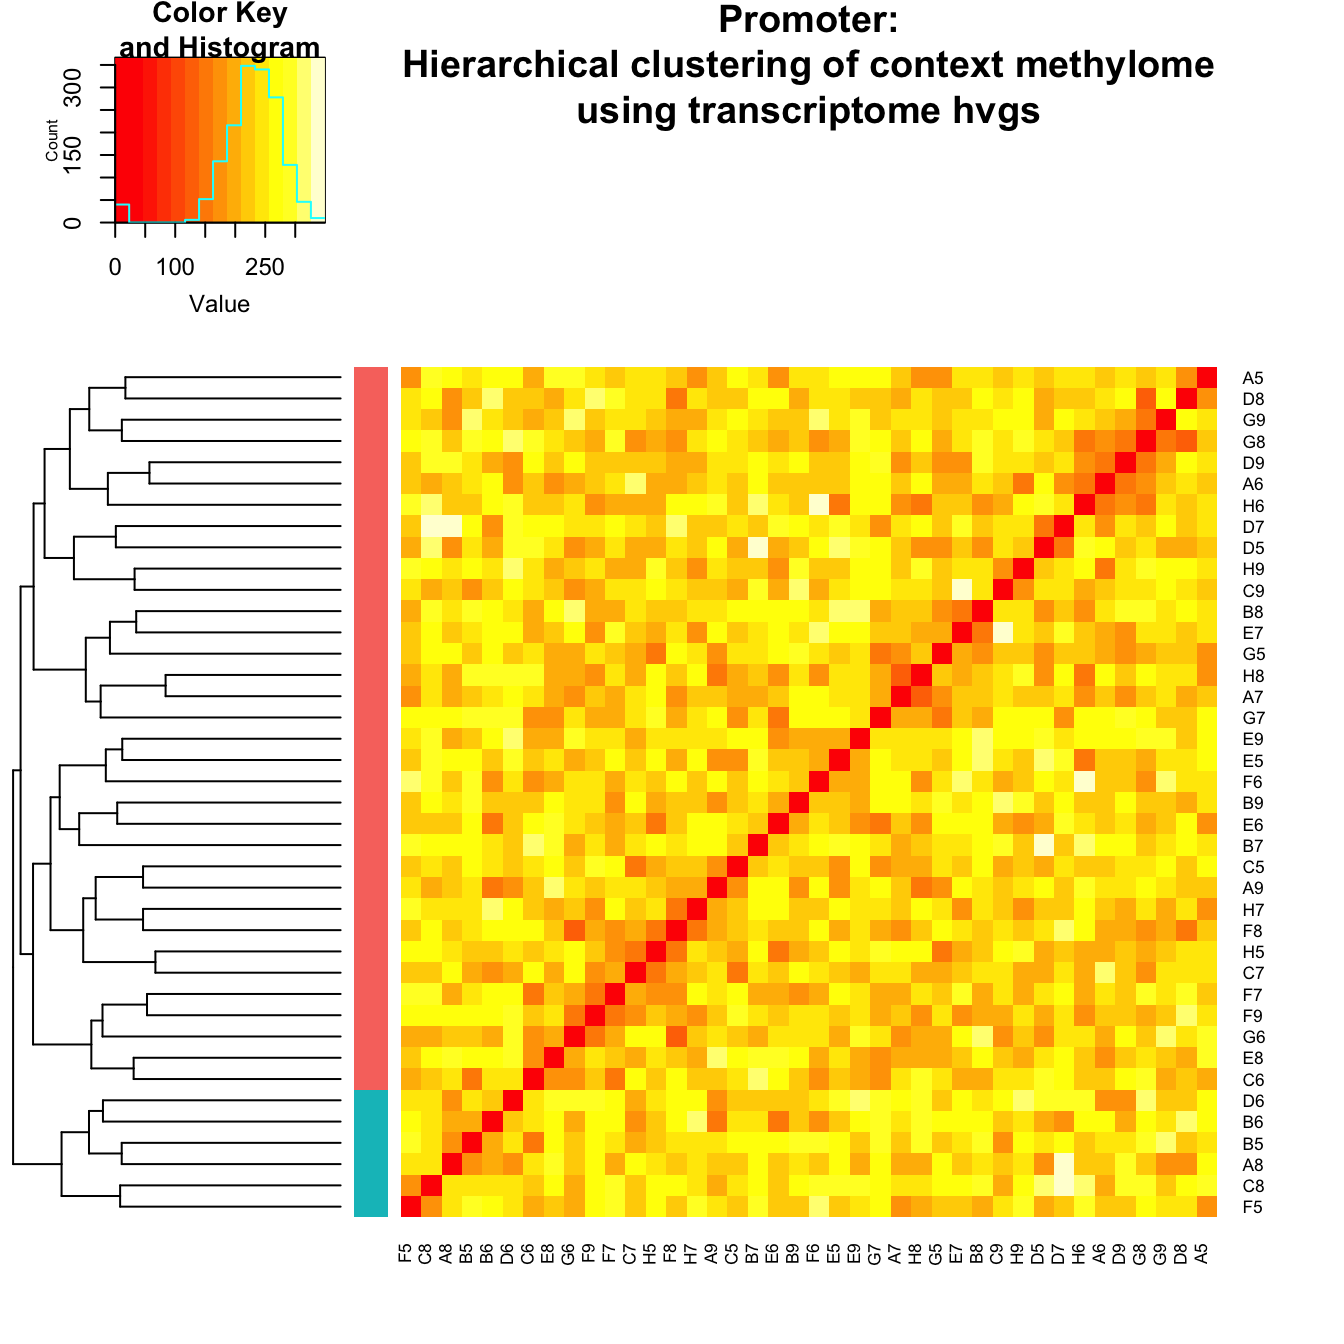 Color Key
and Histogram
Promoter:
Hierarchical clustering of context methylome
using transcriptome hvgs
Count
0 150 300
0 100 250
Value
A5
D8
G9
G8
D9
A6
H6
D7
D5
H9
C9
B8
E7
G5
H8
A7
G7
E9
E5
F6
B9
E6
B7
C5
A9
H7
F8
H5
C7
F7
F9
G6
E8
C6
D6
B6
B5
A8
C8
F5
F5 C8 A8 B5 B6 D6 C6 E8 G6 F9 F7 C7 H5 F8 H7 A9 C5 B7 E6 B9 F6 E5 E9 G7 A7 H8 G5 E7 B8 C9 H9 D5 D7 H6 A6 D9 G8 G9 D8 A5